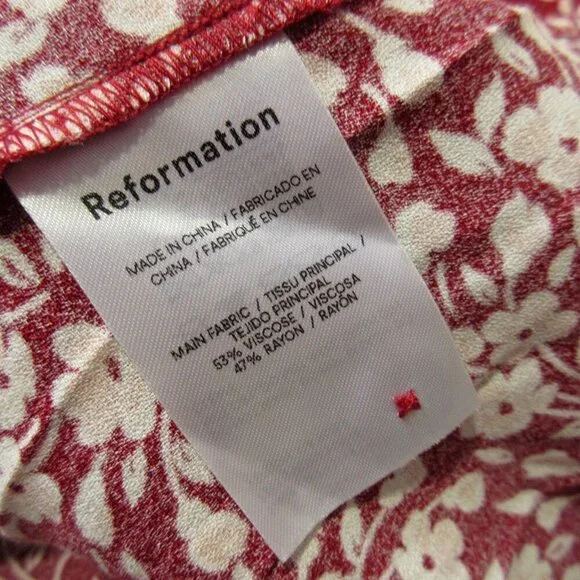 Reformation
MADE IN CHINA / FABRICADO EN
CHINA / FABRIQUÉ EN CHINE
MAIN FABRIC / TISSU PRINCIPAL /
TEJIDO PRINCIPAL
53% VISCOSE / VISCOSA
47% RAYON / RAYÓN